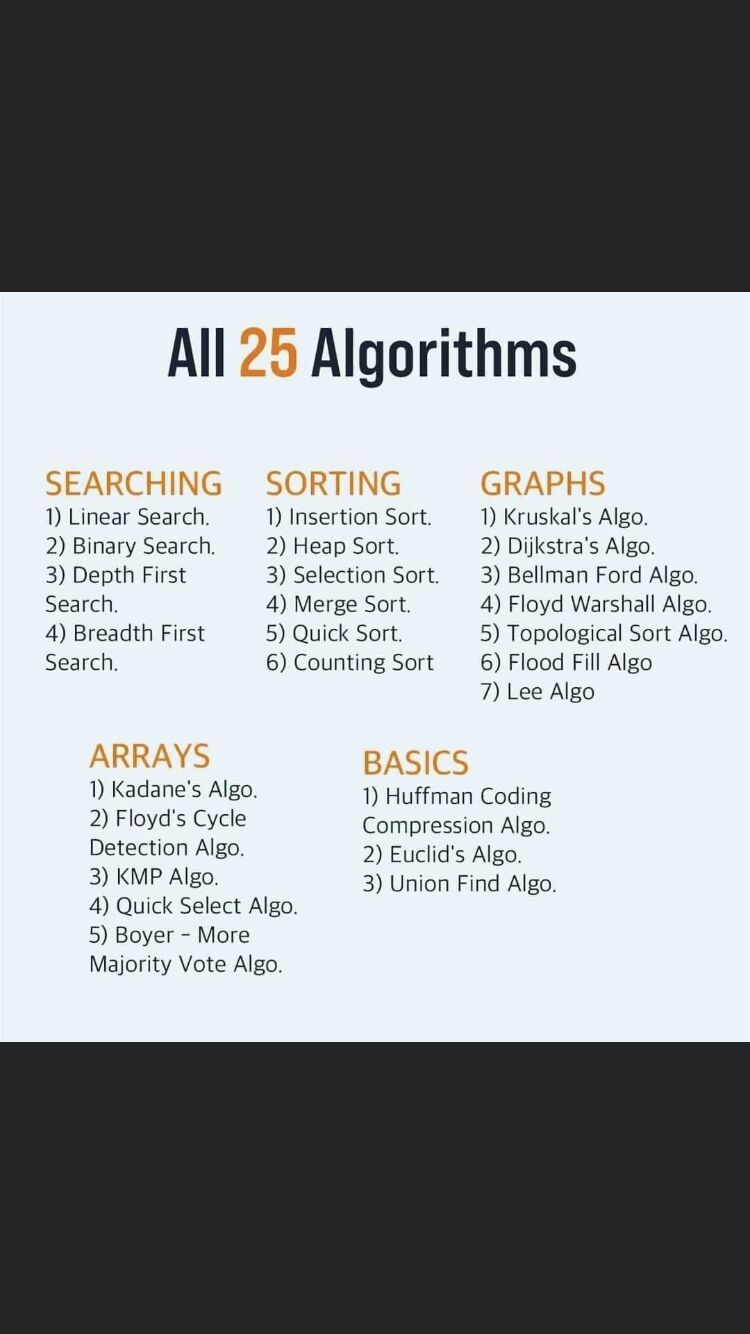 All 25 Algorithms
SEARCHING
1) Linear Search.
2) Binary Search.
3) Depth First
Search.
4) Breadth First
Search.
SORTING
1) Insertion Sort.
2) Heap Sort.
3) Selection Sort.
4) Merge Sort.
5) Quick Sort.
6) Counting Sort
GRAPHS
1) Kruskal's Algo.
2) Dijkstra's Algo.
3) Bellman Ford Algo.
4) Floyd Warshall Algo.
5) Topological Sort Algo.
6) Flood Fill Algo
7) Lee Algo
ARRAYS
1) Kadane's Algo.
2) Floyd's Cycle
Detection Algo.
3) KMP Algo.
4) Quick Select Algo.
5) Boyer - More
Majority Vote Algo.
BASICS
1) Huffman Coding
Compression Algo.
2) Euclid's Algo.
3) Union Find Algo.